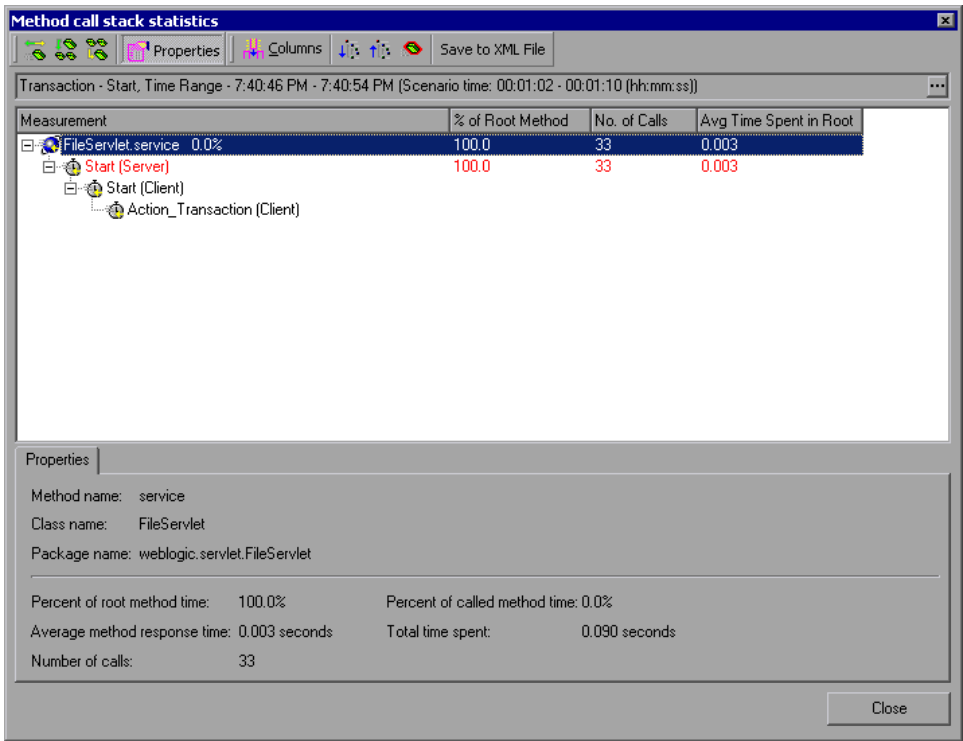 Method call stack statistics
Properties Columns Save to XML File
Transaction - Start, Time Range - 7:40:46 PM - 7:40:54 PM (Scenario time: 00:01:02 - 00:01:10 (hh:mm:ss)) ...
Measurement % of Root Method No. of Calls Avg Time Spent in Root
FileServlet.service 0.0% 100.0 33 0.003
Start (Server) 100.0 33 0.003
Start (Client)
Action_Transaction (Client)
Properties
Method name: service
Class name: FileServlet
Package name: weblogic.servlet.FileServlet
Percent of root method time: 100.0% Percent of called method time: 0.0%
Average method response time: 0.003 seconds Total time spent: 0.090 seconds
Number of calls: 33
Close